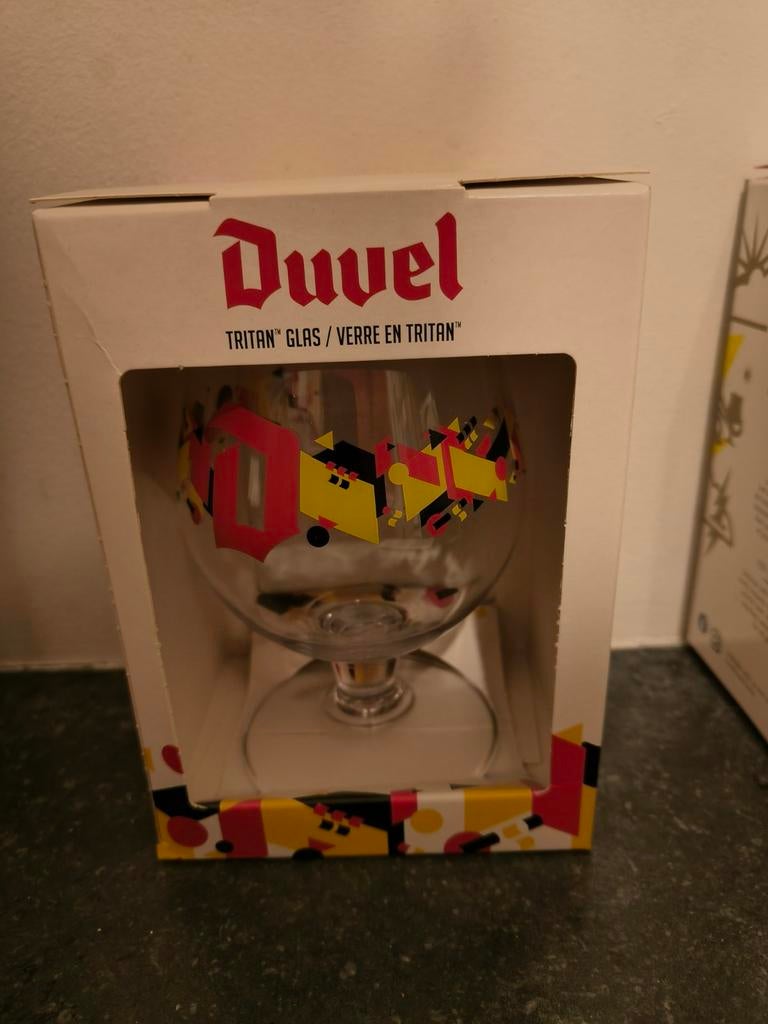 Duvel
TRITAN™ GLAS / VERRE EN TRITAN™
D